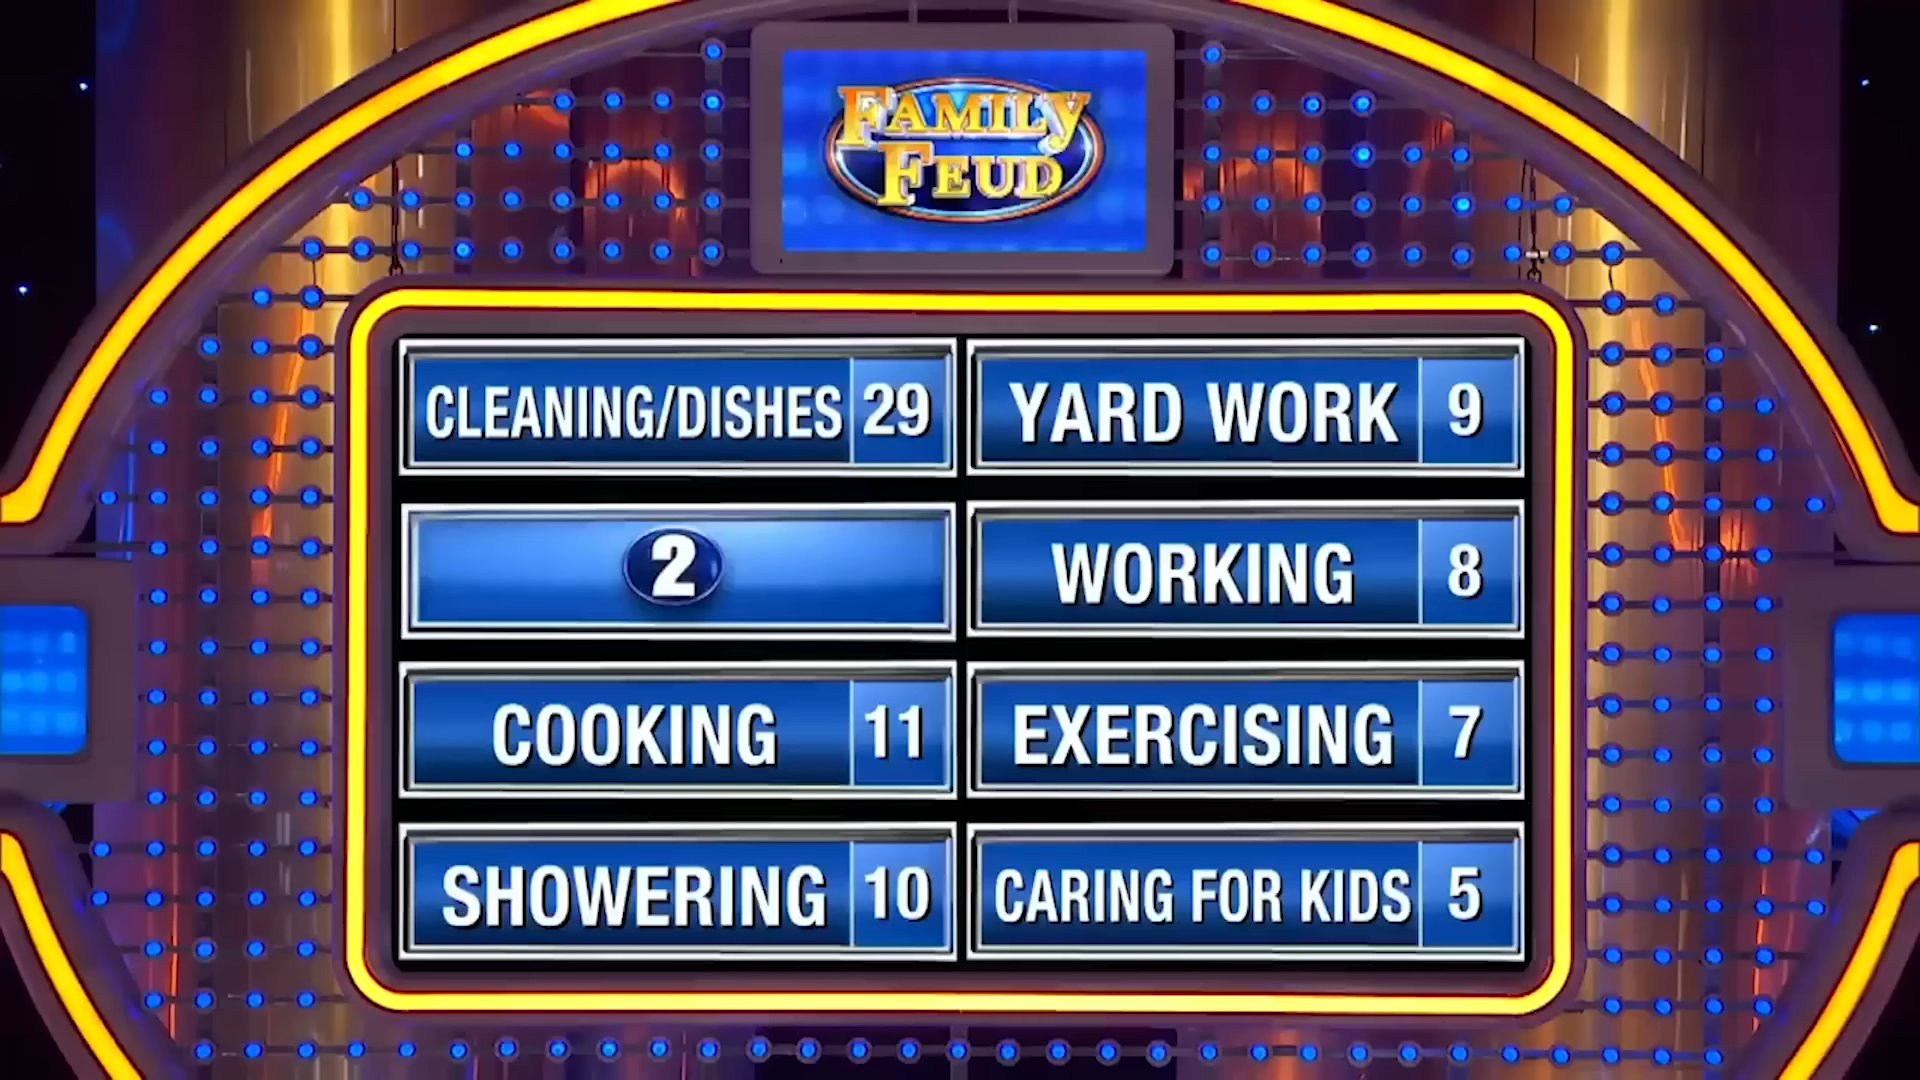 FAMILY
FEUD
CLEANING/DISHES 29
2
COOKING 11
SHOWERING 10
YARD WORK 9
WORKING 8
EXERCISING 7
CARING FOR KIDS 5